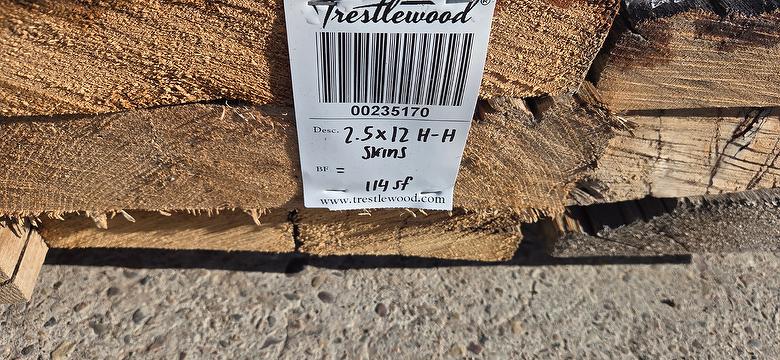 Trestlewood®
00235170
Desc. 2.5x12 H-H
Skins
BF =
114 sf
www.trestlewood.com